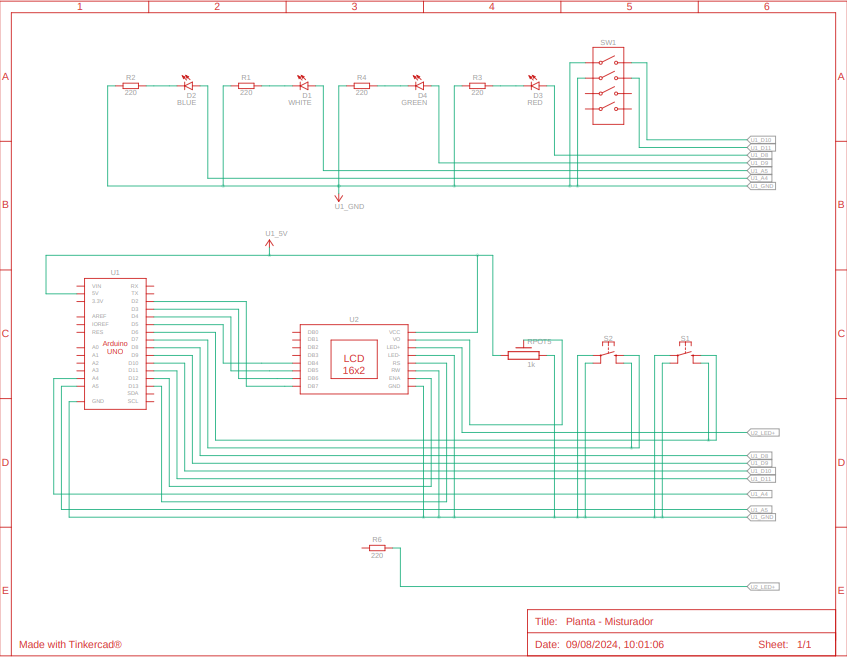 1 2 3 4 5 6
A A
SW1
R2 R1 R4 R3
220 220 220 220
D2 D1 D4 D3
BLUE WHITE GREEN RED
U1_D10
U1_D11
U1_D8
U1_D9
U1_A5
U1_A4
U1_GND
B B
U1_GND
U1_5V
C C
U1
VIN RX
5V TX
3.3V D2
D3
AREF D4
IOREF D5
RES D6
D7
A0 D8
A1 D9
A2 D10
A3 D11
A4 D12
A5 D13
SDA
GND SCL
Arduino
UNO
U2
DB0 VCC
DB1 VO
DB2 LED+
DB3 LED-
DB4 RS
DB5 RW
DB6 ENA
DB7 GND
LCD
16x2
RPOT5
1k
S2
S1
D D
U2_LED+
U1_D8
U1_D9
U1_D10
U1_D11
U1_A4
U1_A5
U1_GND
R6
220
E E
U2_LED+
Title: Planta - Misturador
Made with Tinkercad®
Date: 09/08/2024, 10:01:06 Sheet: 1/1